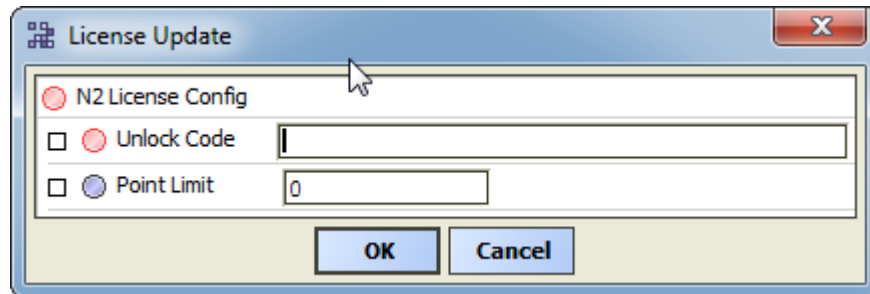 License Update
N2 License Config
Unlock Code
Point Limit 0
OK Cancel